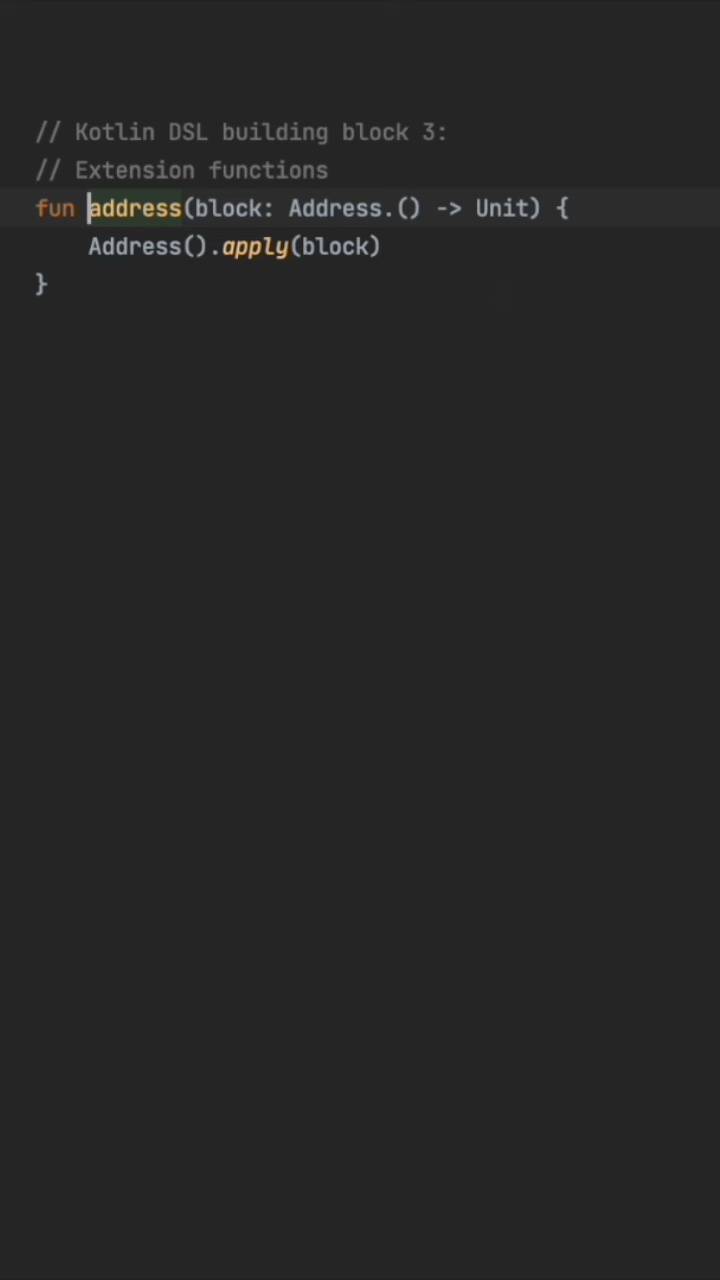 // Kotlin DSL building block 3:
// Extension functions
fun address(block: Address.() -> Unit) {
    Address().apply(block)
}